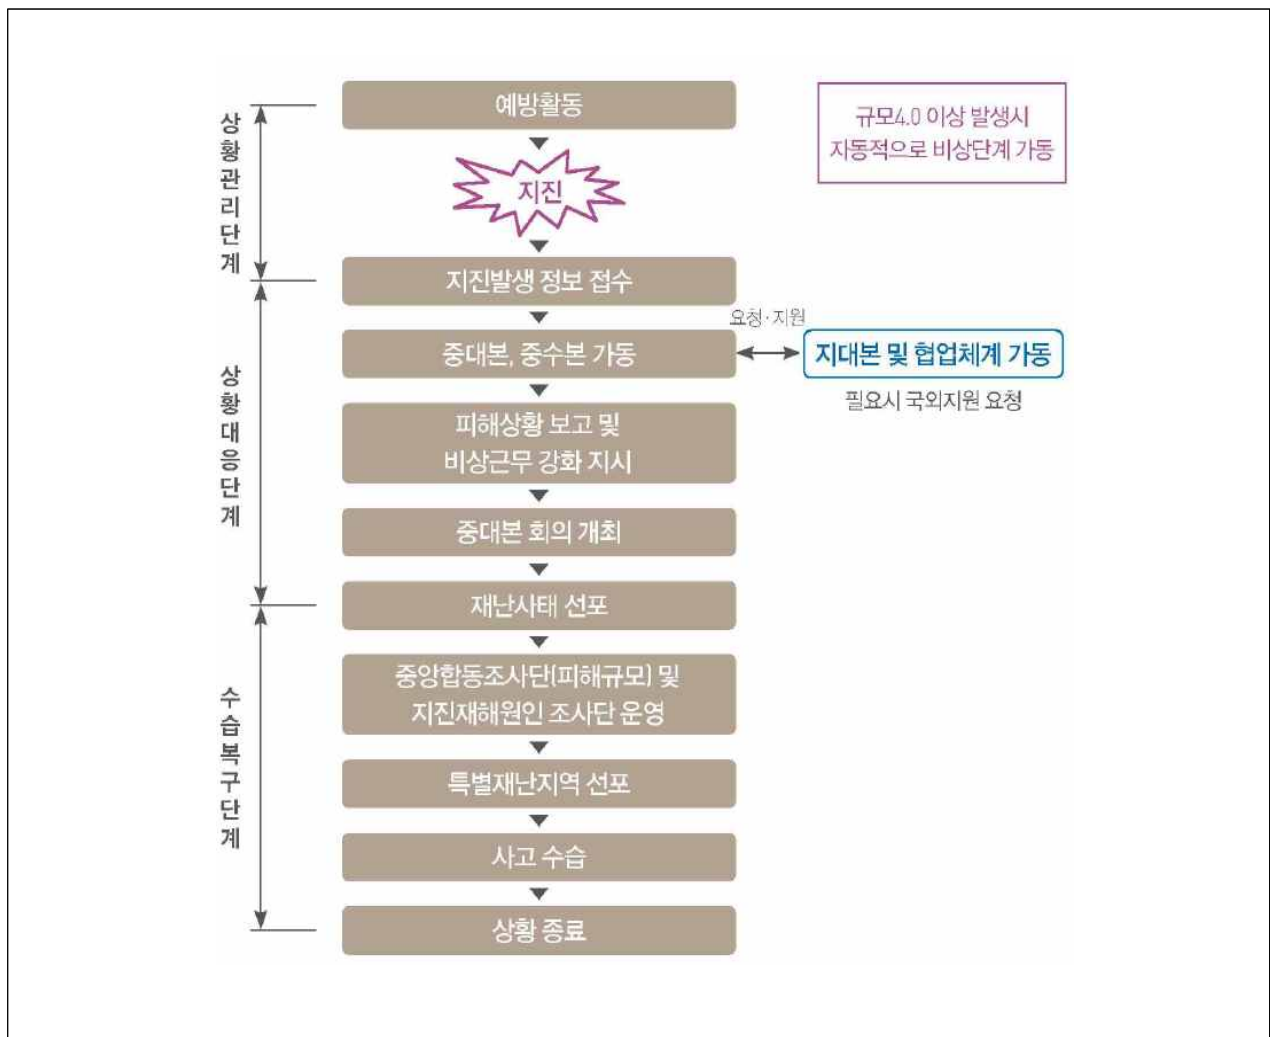 예방활동
규모4.0 이상 발생시
자동적으로 비상단계 가동
상황관리단계
지진
지진발생 정보 접수
요청·지원
중대본, 중수본 가동
지대본 및 협업체계 가동
필요시 국외지원 요청
상황대응단계
피해상황 보고 및
비상근무 강화 지시
중대본 회의 개최
재난사태 선포
수습복구단계
중앙합동조사단(피해규모) 및
지진재해원인 조사단 운영
특별재난지역 선포
사고 수습
상황 종료